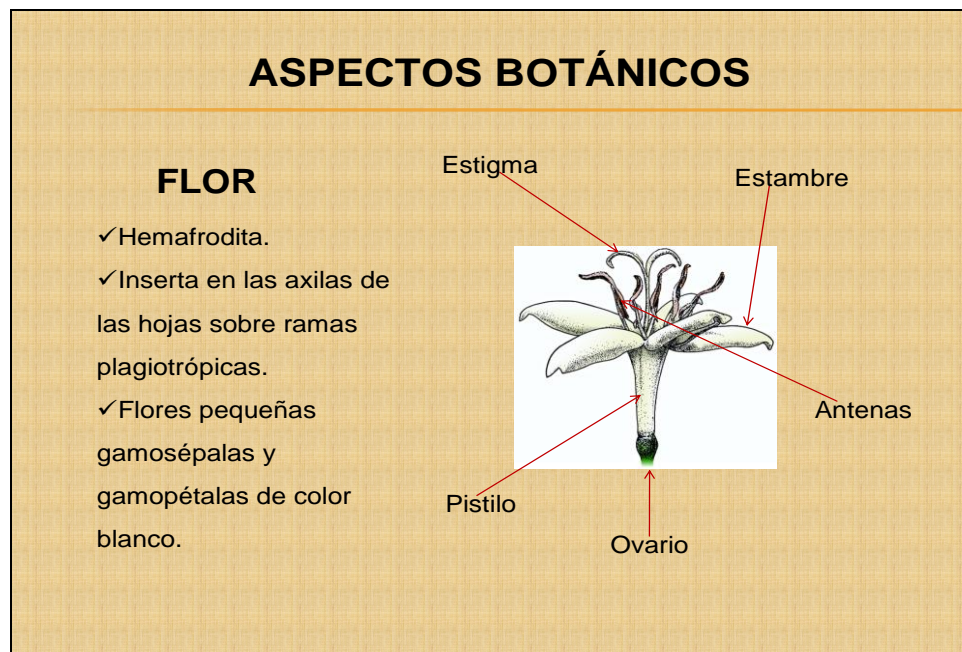 ASPECTOS BOTÁNICOS
FLOR
✓Hemafrodita.
✓Inserta en las axilas de
las hojas sobre ramas
plagiotrópicas.
✓Flores pequeñas
gamosépalas y
gamopétalas de color
blanco.
Estigma
Estambre
Antenas
Pistilo
Ovario